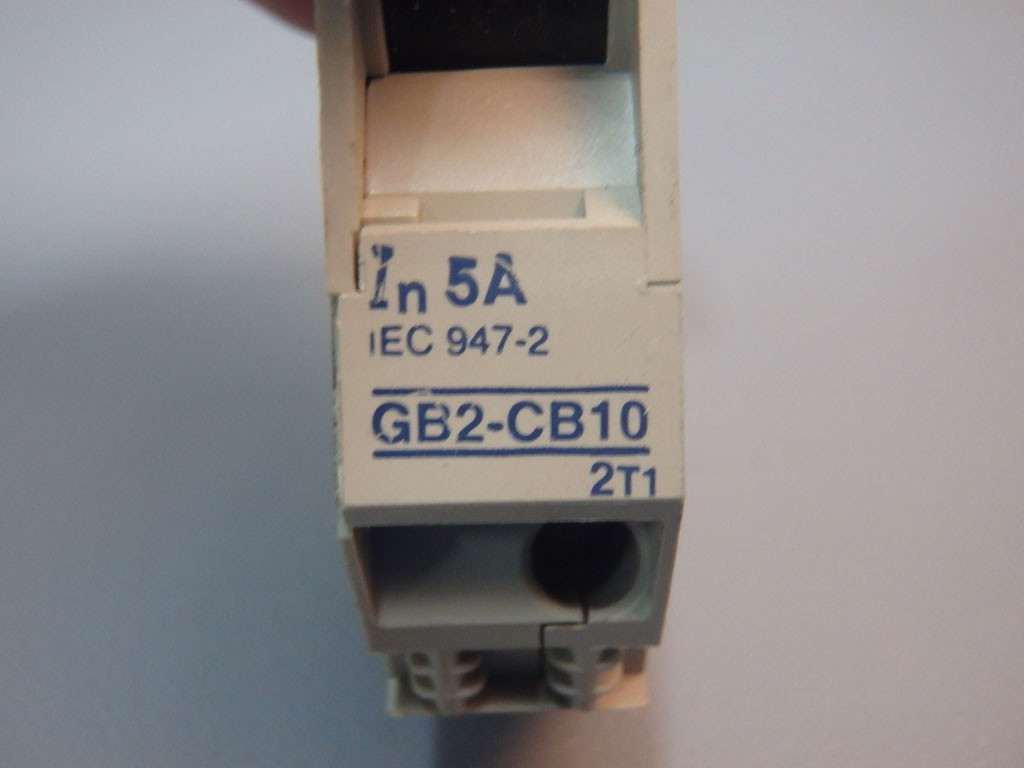 In 5A
IEC 947-2
GB2-CB10
2T1